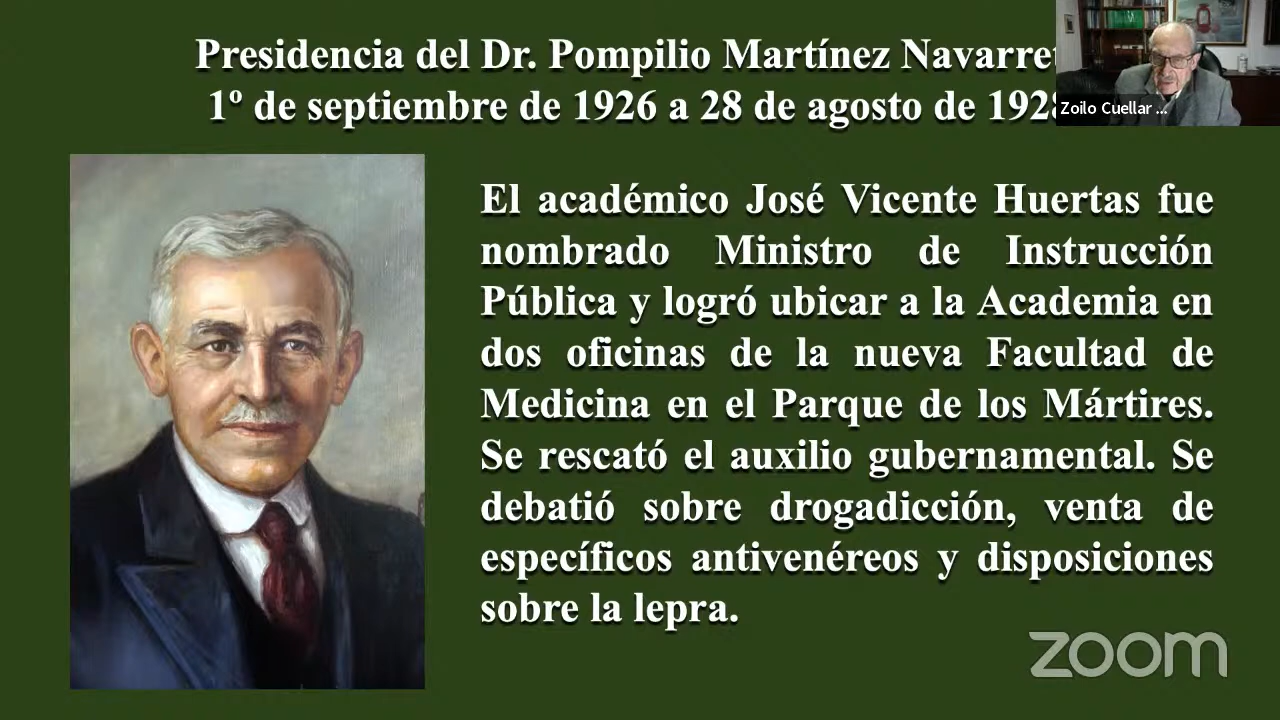 Presidencia del Dr. Pompilio Martínez
1º de septiembre de 1926 a 28 de agosto de
Zoilo Cuellar ...
El académico José Vicente Huertas fue
nombrado Ministro de Instrucción
Pública y logró ubicar a la Academia en
dos oficinas de la nueva Facultad de
Medicina en el Parque de los Mártires.
Se rescató el auxilio gubernamental. Se
debatió sobre drogadicción, venta de
específicos antivenéreos y disposiciones
sobre la lepra.
zoom